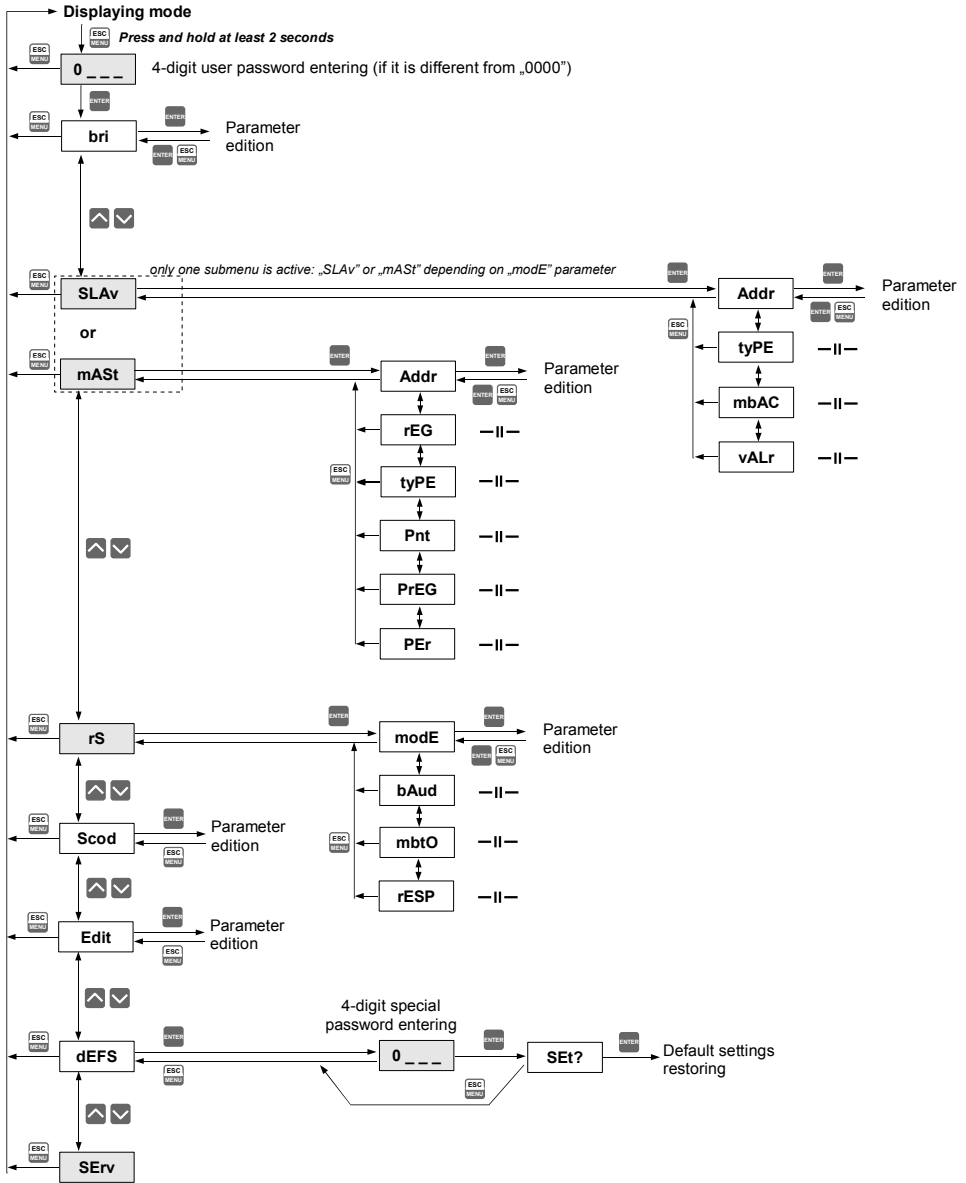 Displaying mode
ESC
MENU
Press and hold at least 2 seconds
ESC
MENU
0 _ _ _
4-digit user password entering (if it is different from „0000”)
ENTER
ESC
MENU
bri
ENTER
ENTER
ESC
MENU
Parameter
edition
only one submenu is active: „SLAv” or „mASt” depending on „modE” parameter
ESC
MENU
SLAv
ENTER
Addr
ENTER
ENTER
ESC
MENU
Parameter
edition
ESC
MENU
tyPE
—II—
mbAC
—II—
vALr
—II—
or
ESC
MENU
mASt
ENTER
Addr
ENTER
ENTER
ESC
MENU
Parameter
edition
rEG
—II—
ESC
MENU
tyPE
—II—
Pnt
—II—
PrEG
—II—
PEr
—II—
ESC
MENU
rS
ENTER
modE
ENTER
ENTER
ESC
MENU
Parameter
edition
bAud
—II—
ESC
MENU
mbtO
—II—
rESP
—II—
ESC
MENU
Scod
ENTER
ESC
MENU
Parameter
edition
ESC
MENU
Edit
ENTER
ESC
MENU
Parameter
edition
ESC
MENU
dEFS
ENTER
ESC
MENU
4-digit special
password entering
0 _ _ _
ENTER
ESC
MENU
SEt?
ENTER
Default settings
restoring
ESC
MENU
SErv